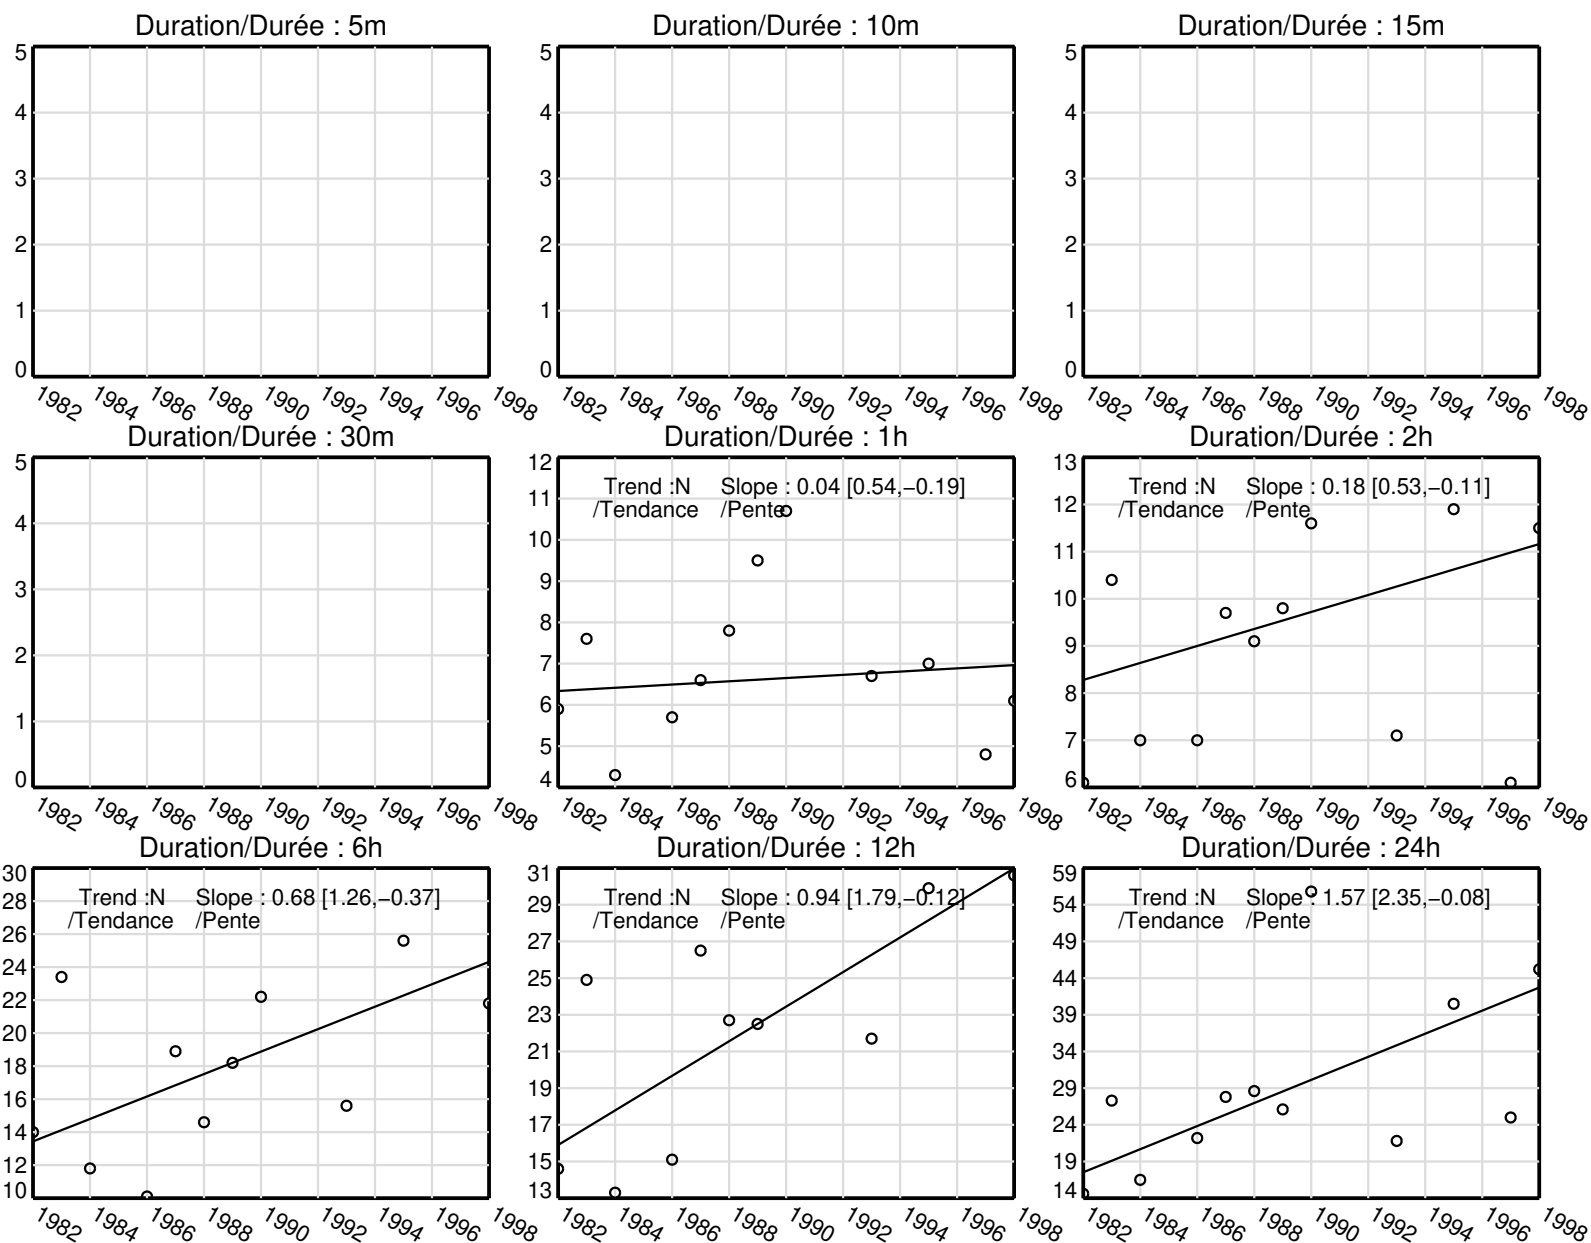 Duration/Durée : 5m
5
4
3
2
1
0
1982 1984 1986 1988 1990 1992 1994 1996 1998
Duration/Durée : 10m
5
4
3
2
1
0
1982 1984 1986 1988 1990 1992 1994 1996 1998
Duration/Durée : 15m
5
4
3
2
1
0
1982 1984 1986 1988 1990 1992 1994 1996 1998
Duration/Durée : 30m
5
4
3
2
1
0
1982 1984 1986 1988 1990 1992 1994 1996 1998
Duration/Durée : 1h
Trend :N Slope : 0.04 [0.54,−0.19]
/Tendance /Pente
12
11
10
9
8
7
6
5
4
1982 1984 1986 1988 1990 1992 1994 1996 1998
Duration/Durée : 2h
Trend :N Slope : 0.18 [0.53,−0.11]
/Tendance /Pente
13
12
11
10
9
8
7
6
1982 1984 1986 1988 1990 1992 1994 1996 1998
Duration/Durée : 6h
Trend :N Slope : 0.68 [1.26,−0.37]
/Tendance /Pente
30
28
26
24
22
20
18
16
14
12
10
1982 1984 1986 1988 1990 1992 1994 1996 1998
Duration/Durée : 12h
Trend :N Slope : 0.94 [1.79,−0.12]
/Tendance /Pente
31
29
27
25
23
21
19
17
15
13
1982 1984 1986 1988 1990 1992 1994 1996 1998
Duration/Durée : 24h
Trend :N Slope : 1.57 [2.35,−0.08]
/Tendance /Pente
59
54
49
44
39
34
29
24
19
14
1982 1984 1986 1988 1990 1992 1994 1996 1998